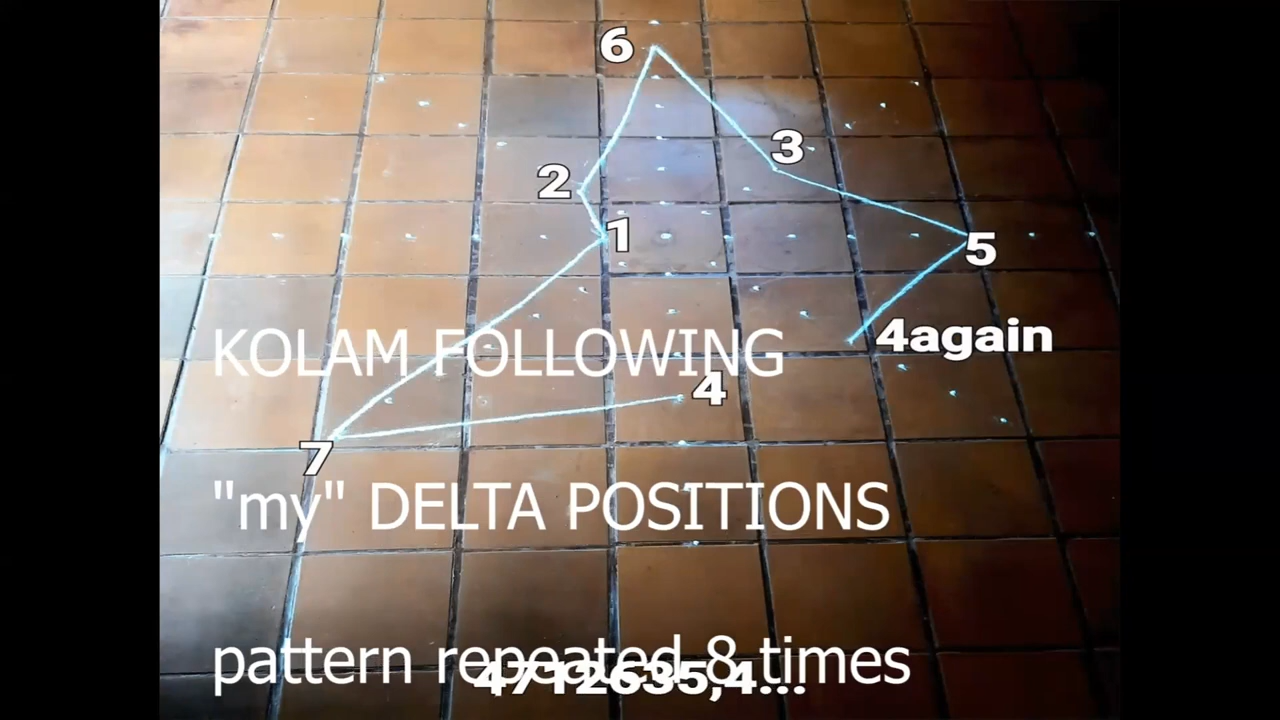 6
3
2
1
5
4again
KOLAM FOLLOWING
4
7
"my" DELTA POSITIONS
pattern repeated 8 times
4712635,4...